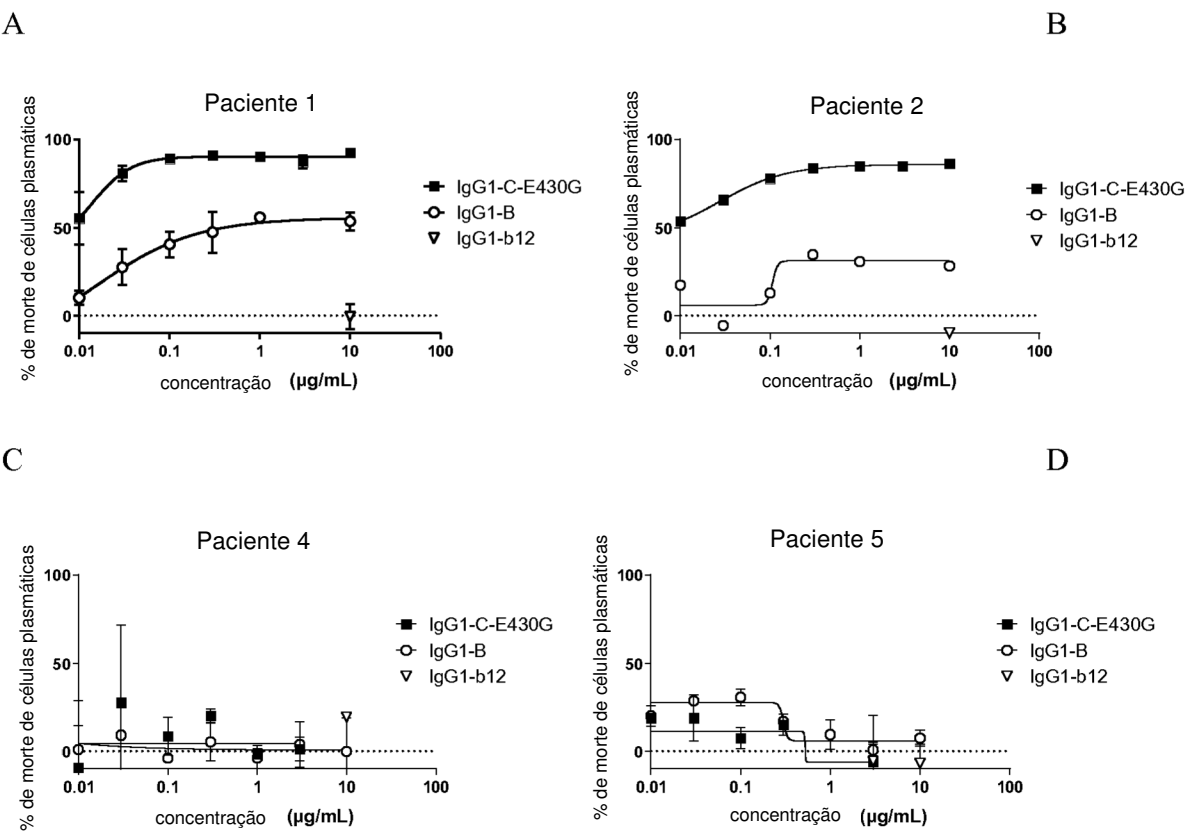 A
B
Paciente 1
% de morte de células plasmáticas
100
50
0
0.01 0.1 1 10 100
concentração (µg/mL)
IgG1-C-E430G
IgG1-B
IgG1-b12
Paciente 2
% de morte de células plasmáticas
100
50
0
0.01 0.1 1 10 100
concentração (µg/mL)
IgG1-C-E430G
IgG1-B
IgG1-b12
C
D
Paciente 4
% de morte de células plasmáticas
100
50
0
0.01 0.1 1 10 100
concentração (µg/mL)
IgG1-C-E430G
IgG1-B
IgG1-b12
Paciente 5
% de morte de células plasmáticas
100
50
0
0.01 0.1 1 10 100
concentração (µg/mL)
IgG1-C-E430G
IgG1-B
IgG1-b12